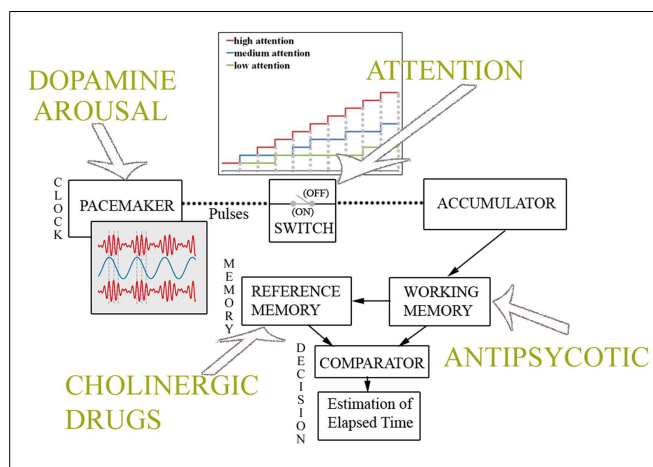 high attention
medium attention
low attention
DOPAMINE
AROUSAL
ATTENTION
CLOCK
PACEMAKER
Pulses
(OFF)
(ON)
SWITCH
ACCUMULATOR
MEMORY
REFERENCE
MEMORY
WORKING
MEMORY
CHOLINERGIC
DRUGS
ANTIPSYCOTIC
DECISION
COMPARATOR
Estimation of
Elapsed Time